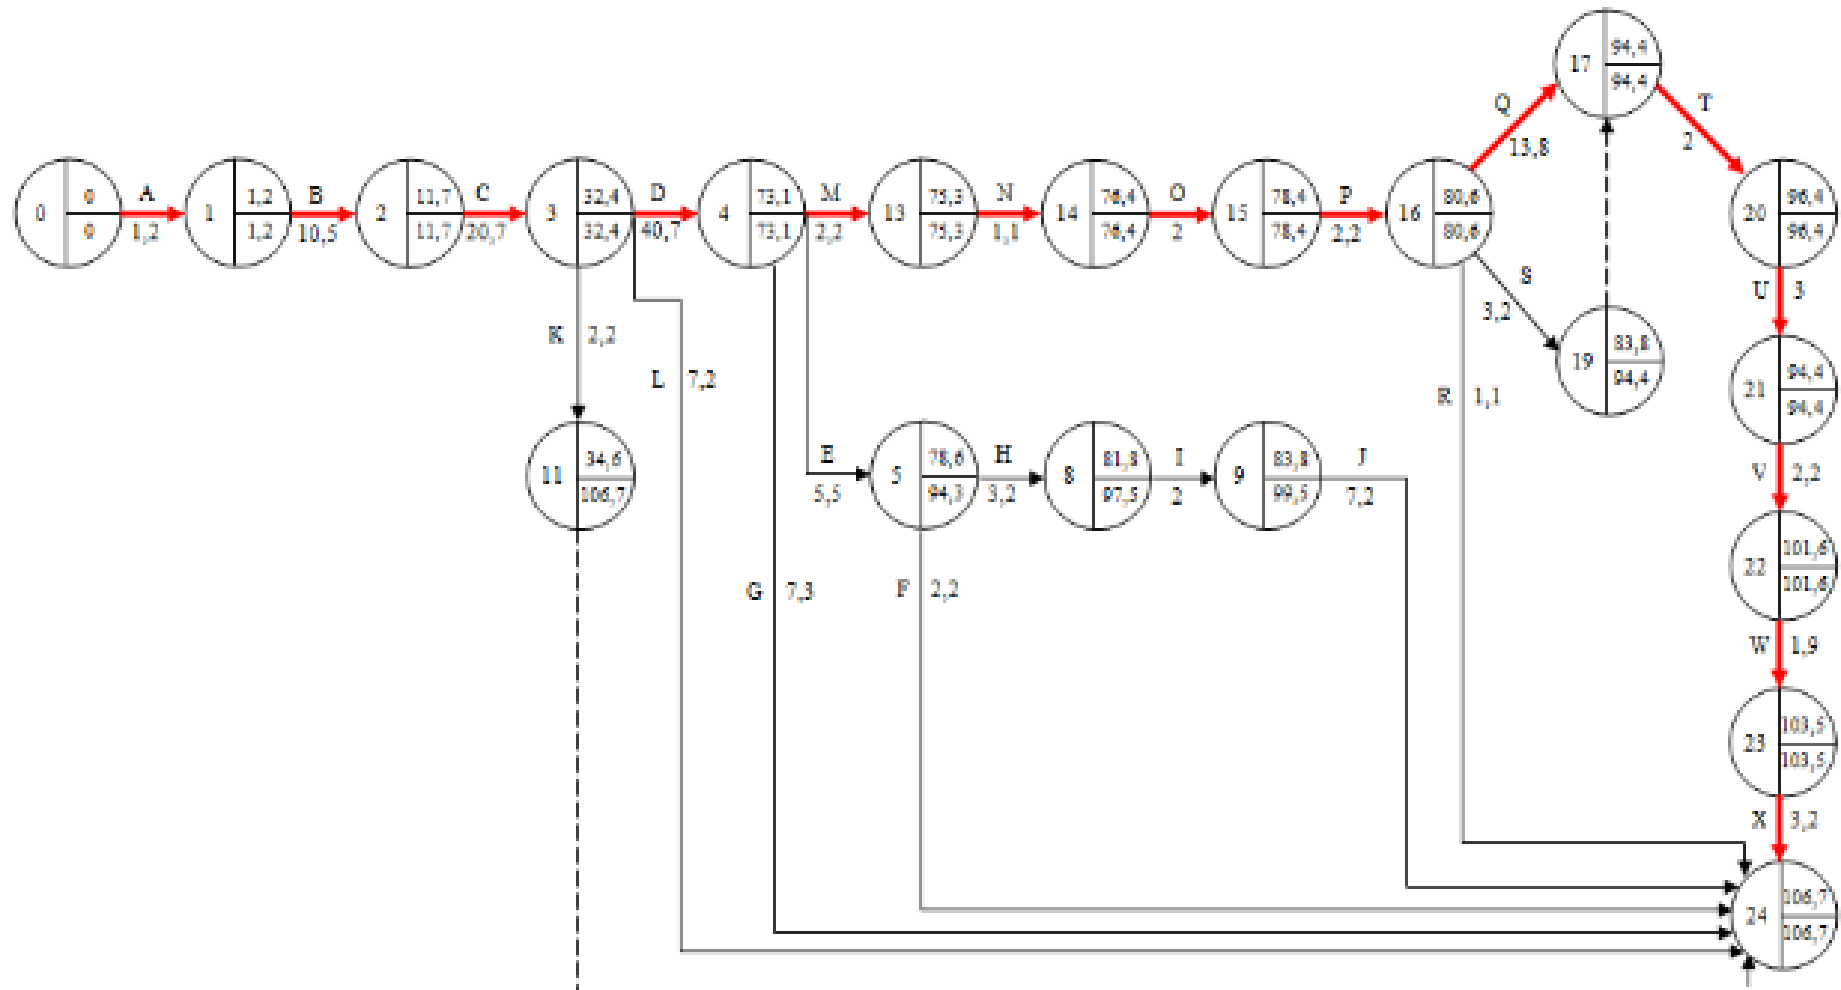 17 94,4
94,4
Q
13,8
T
2
0 0
0
A
1,2
1 1,2
1,2
B
10,5
2 11,7
11,7
C
20,7
3 32,4
32,4
D
40,7
4 73,1
73,1
M
2,2
13 75,3
75,3
N
1,1
14 76,4
76,4
O
2
15 78,4
78,4
P
2,2
16 80,6
80,6
20 96,4
96,4
S
3,2
U 3
K 2,2
19 83,8
94,4
L 7,2
R 1,1
21 94,4
94,4
11 34,6
106,7
E
5,5
5 78,6
94,3
H
3,2
8 81,8
97,5
I
2
9 83,8
99,5
J
7,2
V 2,2
G 7,3
F 2,2
22 101,6
101,6
W 1,9
23 103,5
103,5
X 3,2
24 106,7
106,7